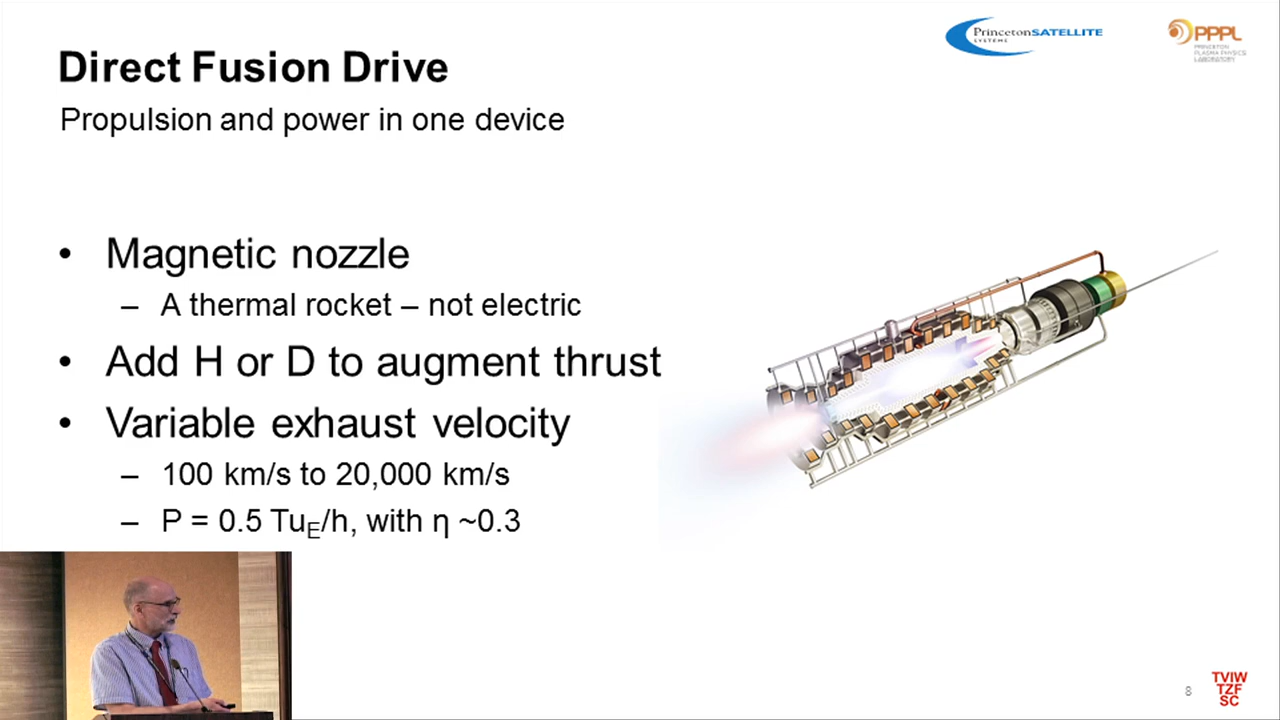 PrincetonSATELLITE
SYSTEMS
PPPL
PRINCETON
PLASMA PHYSICS
LABORATORY
Direct Fusion Drive
Propulsion and power in one device
• Magnetic nozzle
– A thermal rocket – not electric
• Add H or D to augment thrust
• Variable exhaust velocity
– 100 km/s to 20,000 km/s
– P = 0.5 TuE/h, with η ~0.3
8
TVIW
TZF
SC